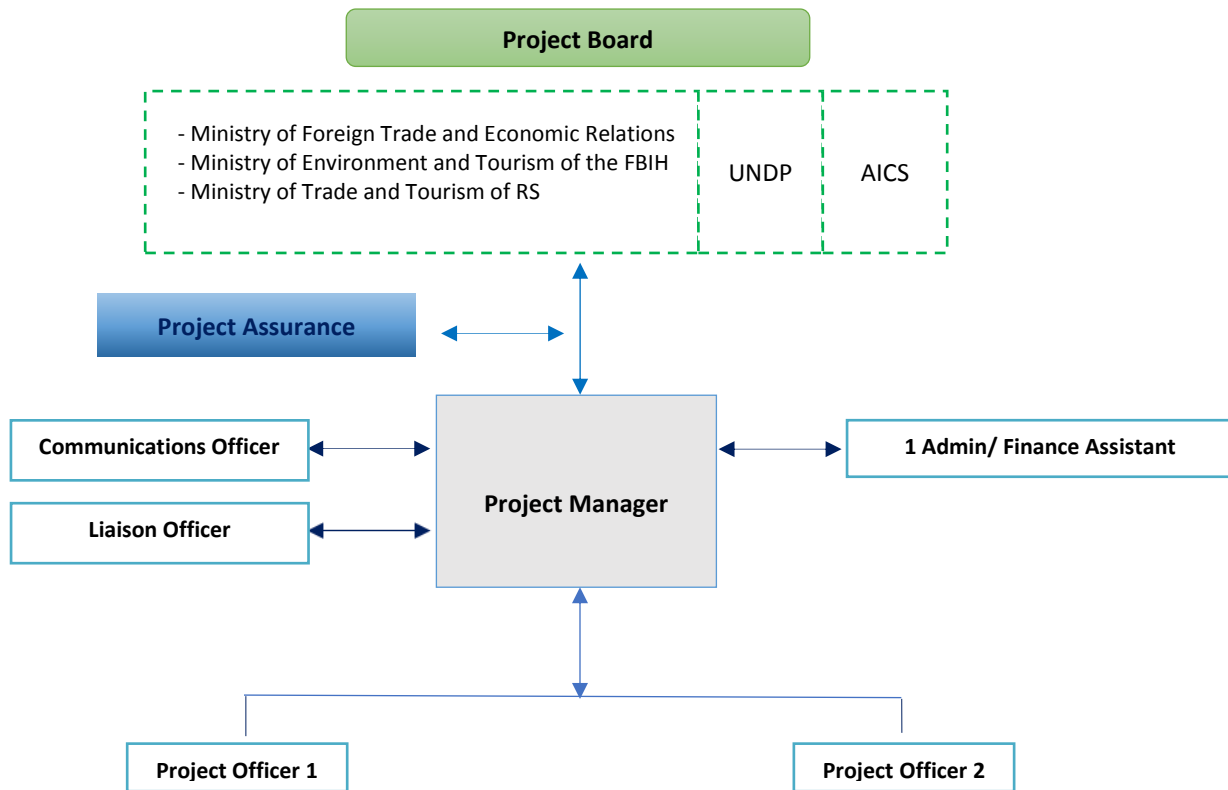 Project Board
- Ministry of Foreign Trade and Economic Relations
- Ministry of Environment and Tourism of the FBIH
- Ministry of Trade and Tourism of RS
UNDP
AICS
Project Assurance
Communications Officer
1 Admin/ Finance Assistant
Project Manager
Liaison Officer
Project Officer 1
Project Officer 2